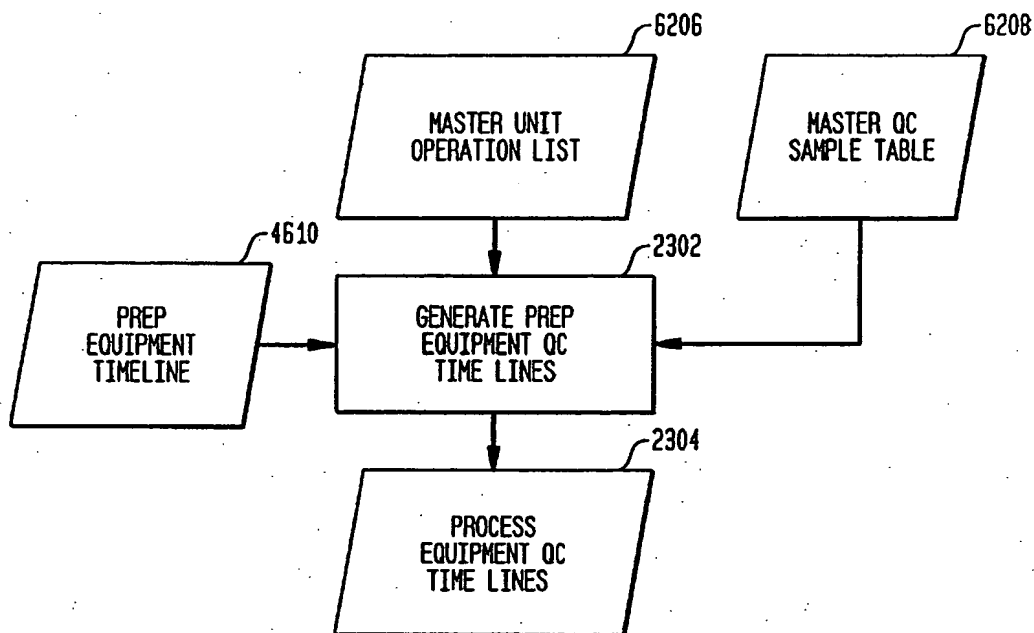 6206
6208
MASTER UNIT
OPERATION LIST
MASTER QC
SAMPLE TABLE
4610
2302
PREP
EQUIPMENT
TIMELINE
GENERATE PREP
EQUIPMENT QC
TIME LINES
2304
PROCESS
EQUIPMENT QC
TIME LINES